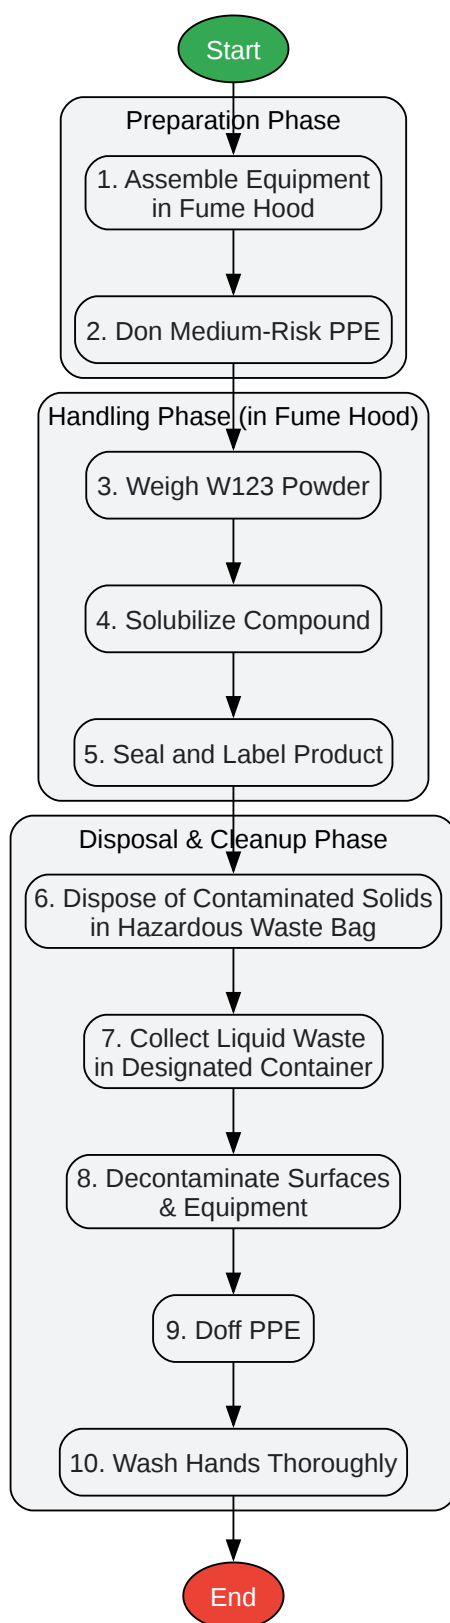 Start
Preparation Phase
1. Assemble Equipment
in Fume Hood
2. Don Medium-Risk PPE
Handling Phase (in Fume Hood)
3. Weigh W123 Powder
4. Solubilize Compound
5. Seal and Label Product
Disposal & Cleanup Phase
6. Dispose of Contaminated Solids
in Hazardous Waste Bag
7. Collect Liquid Waste
in Designated Container
8. Decontaminate Surfaces
& Equipment
9. Doff PPE
10. Wash Hands Thoroughly
End